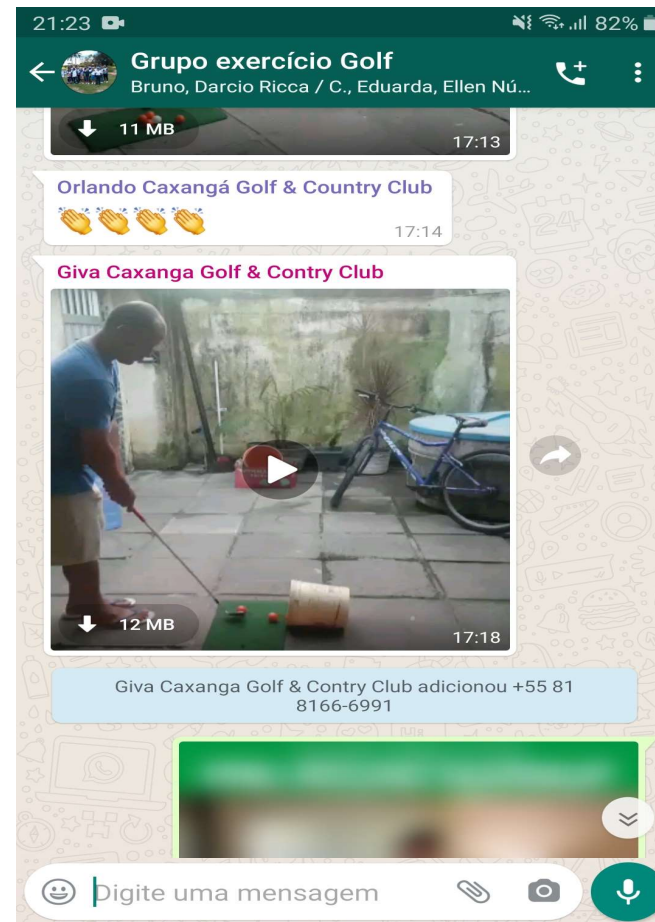 21:23 82%
Grupo exercício Golf
Bruno, Darcio Ricca / C., Eduarda, Ellen Nú...
11 MB
17:13
Orlando Caxangá Golf & Country Club
👏👏👏👏
17:14
Giva Caxanga Golf & Contry Club
12 MB
17:18
Giva Caxanga Golf & Contry Club adicionou +55 81
8166-6991
Digite uma mensagem